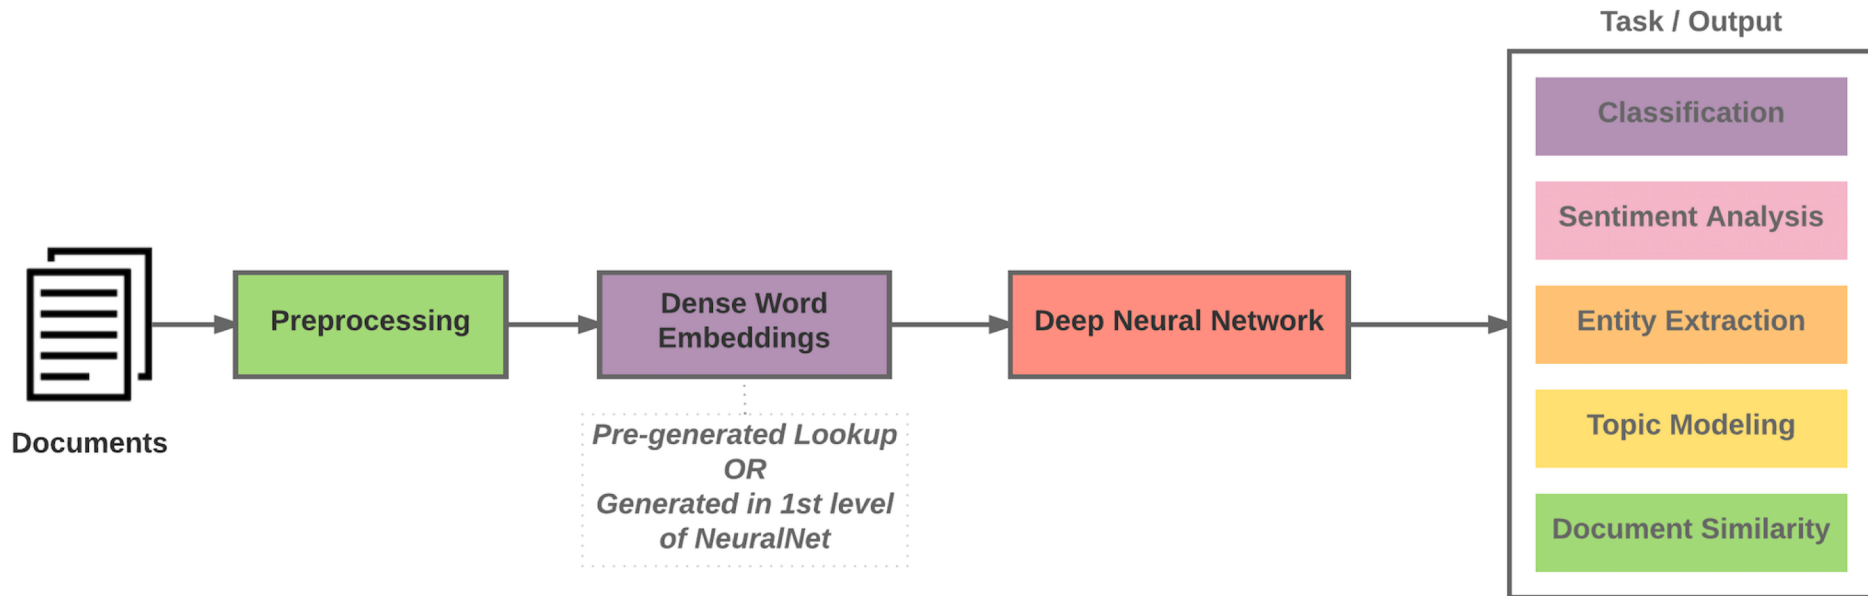 Task / Output
Classification
Sentiment Analysis
Entity Extraction
Topic Modeling
Document Similarity
Documents
Preprocessing
Dense Word
Embeddings
Deep Neural Network
Pre-generated Lookup
OR
Generated in 1st level
of NeuralNet